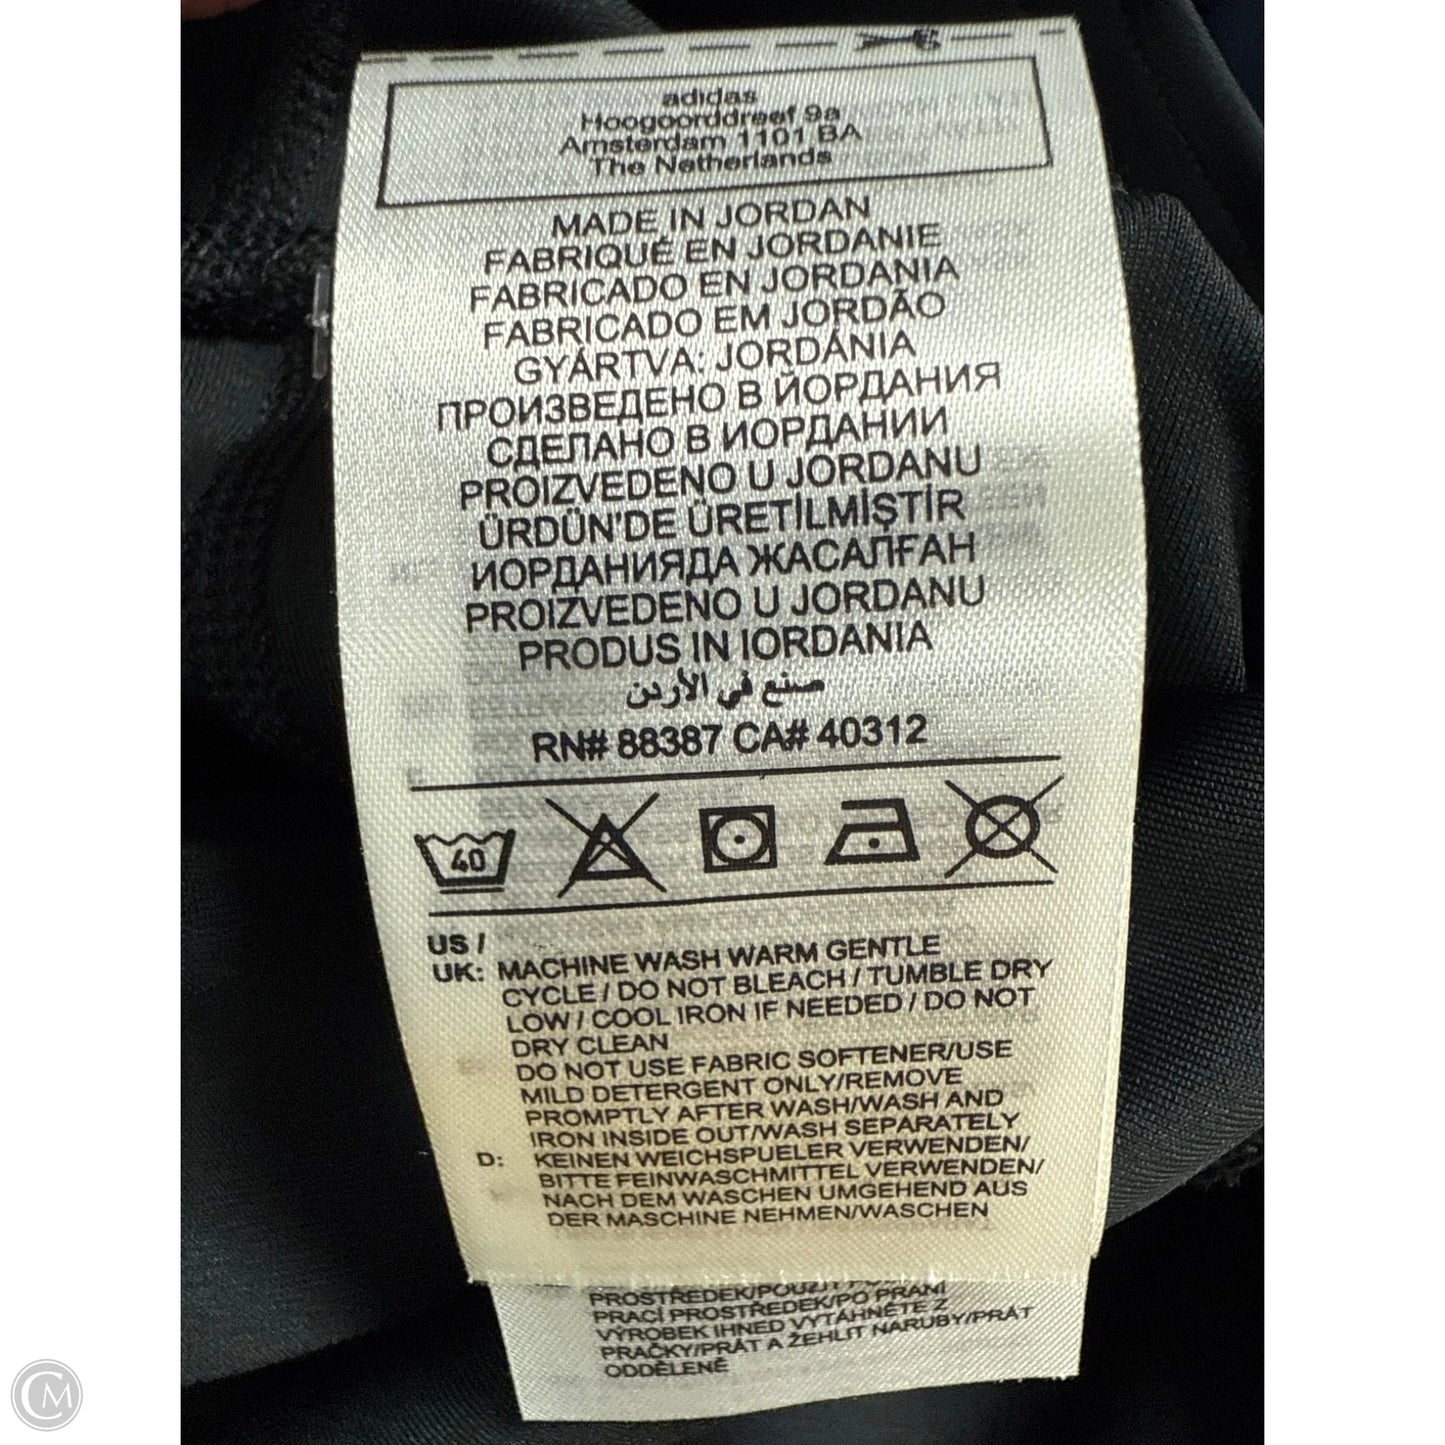 adidas
Hoogoorddreef 9a
Amsterdam 1101 BA
The Netherlands
MADE IN JORDAN
FABRIQUÉ EN JORDANIE
FABRICADO EN JORDANIA
FABRICADO EM JORDÃO
GYÁRTVA: JORDÁNIA
ПРОИЗВЕДЕНО В ЙОРДАНИЯ
СДЕЛАНО В ИОРДАНИИ
PROIZVEDENO U JORDANU
ÜRDÜN'DE ÜRETİLMİŞTİR
ИОРДАНИЯДА ЖАСАЛҒАН
PROIZVEDENO U JORDANU
PRODUS IN IORDANIA
صنع في الأردن
RN# 88387 CA# 40312
40
US /
UK: MACHINE WASH WARM GENTLE
CYCLE / DO NOT BLEACH / TUMBLE DRY
LOW / COOL IRON IF NEEDED / DO NOT
DRY CLEAN
DO NOT USE FABRIC SOFTENER/USE
MILD DETERGENT ONLY/REMOVE
PROMPTLY AFTER WASH/WASH AND
IRON INSIDE OUT/WASH SEPARATELY
D: KEINEN WEICHSPUELER VERWENDEN/
BITTE FEINWASCHMITTEL VERWENDEN/
NACH DEM WASCHEN UMGEHEND AUS
DER MASCHINE NEHMEN/WASCHEN
PROSTŘEDEK/POUŽIT
PRACÍ PROSTŘEDEK/PO PRANÍ
VÝROBEK IHNED VYTÁHNĚTE Z
PRAČKY/PRÁT A ŽEHLIT NARUBY/PRÁT
ODDĚLENĚ
CM